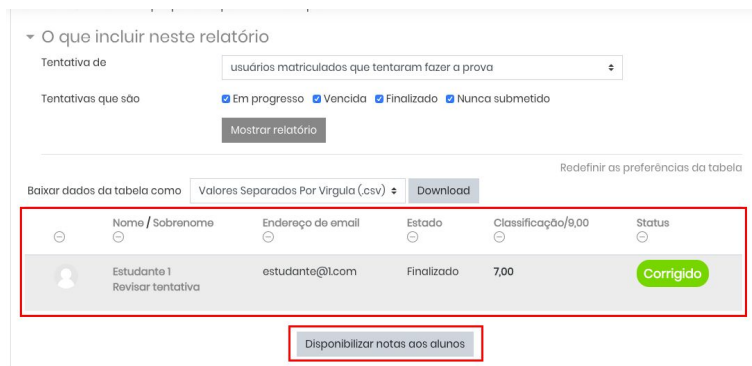 O que incluir neste relatório
Tentativa de
usuários matriculados que tentaram fazer a prova
Tentativas que são
Em progresso Vencida Finalizado Nunca submetido
Mostrar relatório
Redefinir as preferências da tabela
Baixar dados da tabela como Valores Separados Por Virgula (.csv) Download
Nome / Sobrenome Endereço de email Estado Classificação/9,00 Status
Estudante 1 estudante@1.com Finalizado 7,00 Corrigido
Revisar tentativa
Disponibilizar notas aos alunos